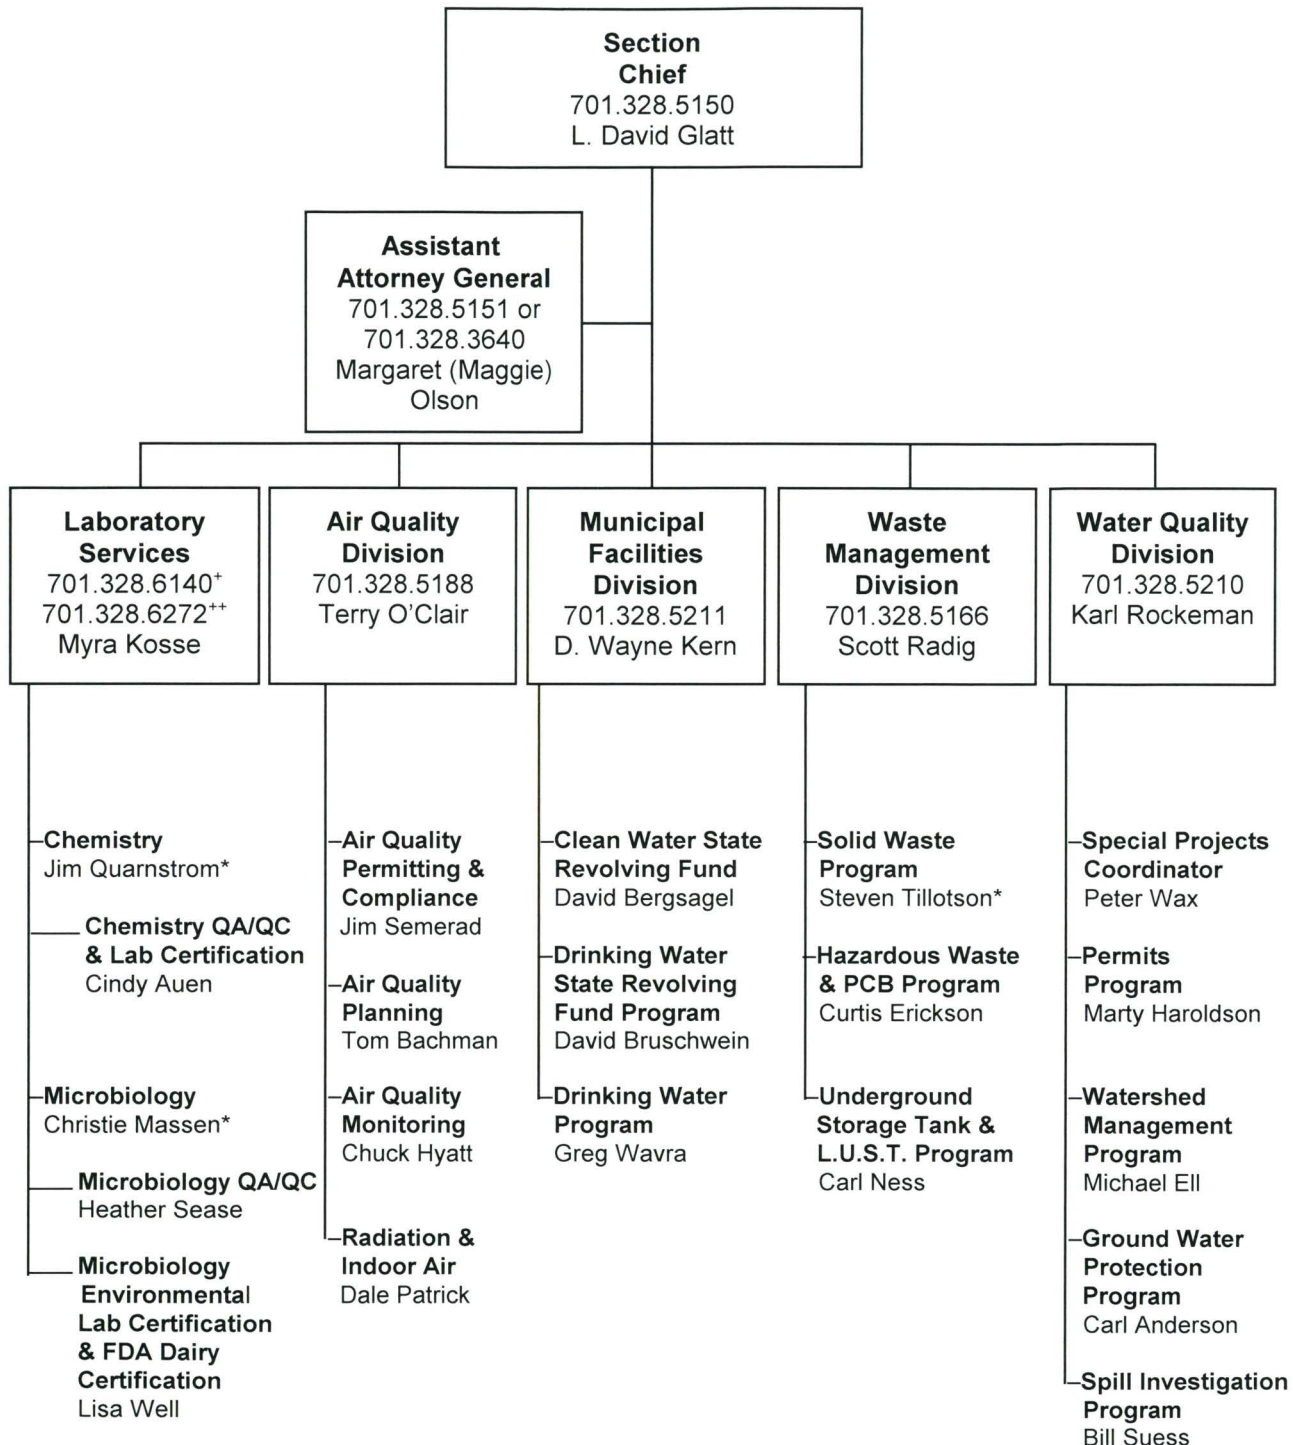 Section
Chief
701.328.5150
L. David Glatt
Assistant
Attorney General
701.328.5151 or
701.328.3640
Margaret (Maggie)
Olson
Laboratory
Services
701.328.6140+
701.328.6272++
Myra Kosse
Air Quality
Division
701.328.5188
Terry O'Clair
Municipal
Facilities
Division
701.328.5211
D. Wayne Kern
Waste
Management
Division
701.328.5166
Scott Radig
Water Quality
Division
701.328.5210
Karl Rockeman
Chemistry
Jim Quarnstrom*
Chemistry QA/QC
& Lab Certification
Cindy Auen
Microbiology
Christie Massen*
Microbiology QA/QC
Heather Sease
Microbiology
Environmental
Lab Certification
& FDA Dairy
Certification
Lisa Well
Air Quality
Permitting &
Compliance
Jim Semerad
Air Quality
Planning
Tom Bachman
Air Quality
Monitoring
Chuck Hyatt
Radiation &
Indoor Air
Dale Patrick
Clean Water State
Revolving Fund
David Bergsagel
Drinking Water
State Revolving
Fund Program
David Bruschwein
Drinking Water
Program
Greg Wavra
Solid Waste
Program
Steven Tillotson*
Hazardous Waste
& PCB Program
Curtis Erickson
Underground
Storage Tank &
L.U.S.T. Program
Carl Ness
Special Projects
Coordinator
Peter Wax
Permits
Program
Marty Haroldson
Watershed
Management
Program
Michael Ell
Ground Water
Protection
Program
Carl Anderson
Spill Investigation
Program
Bill Suess